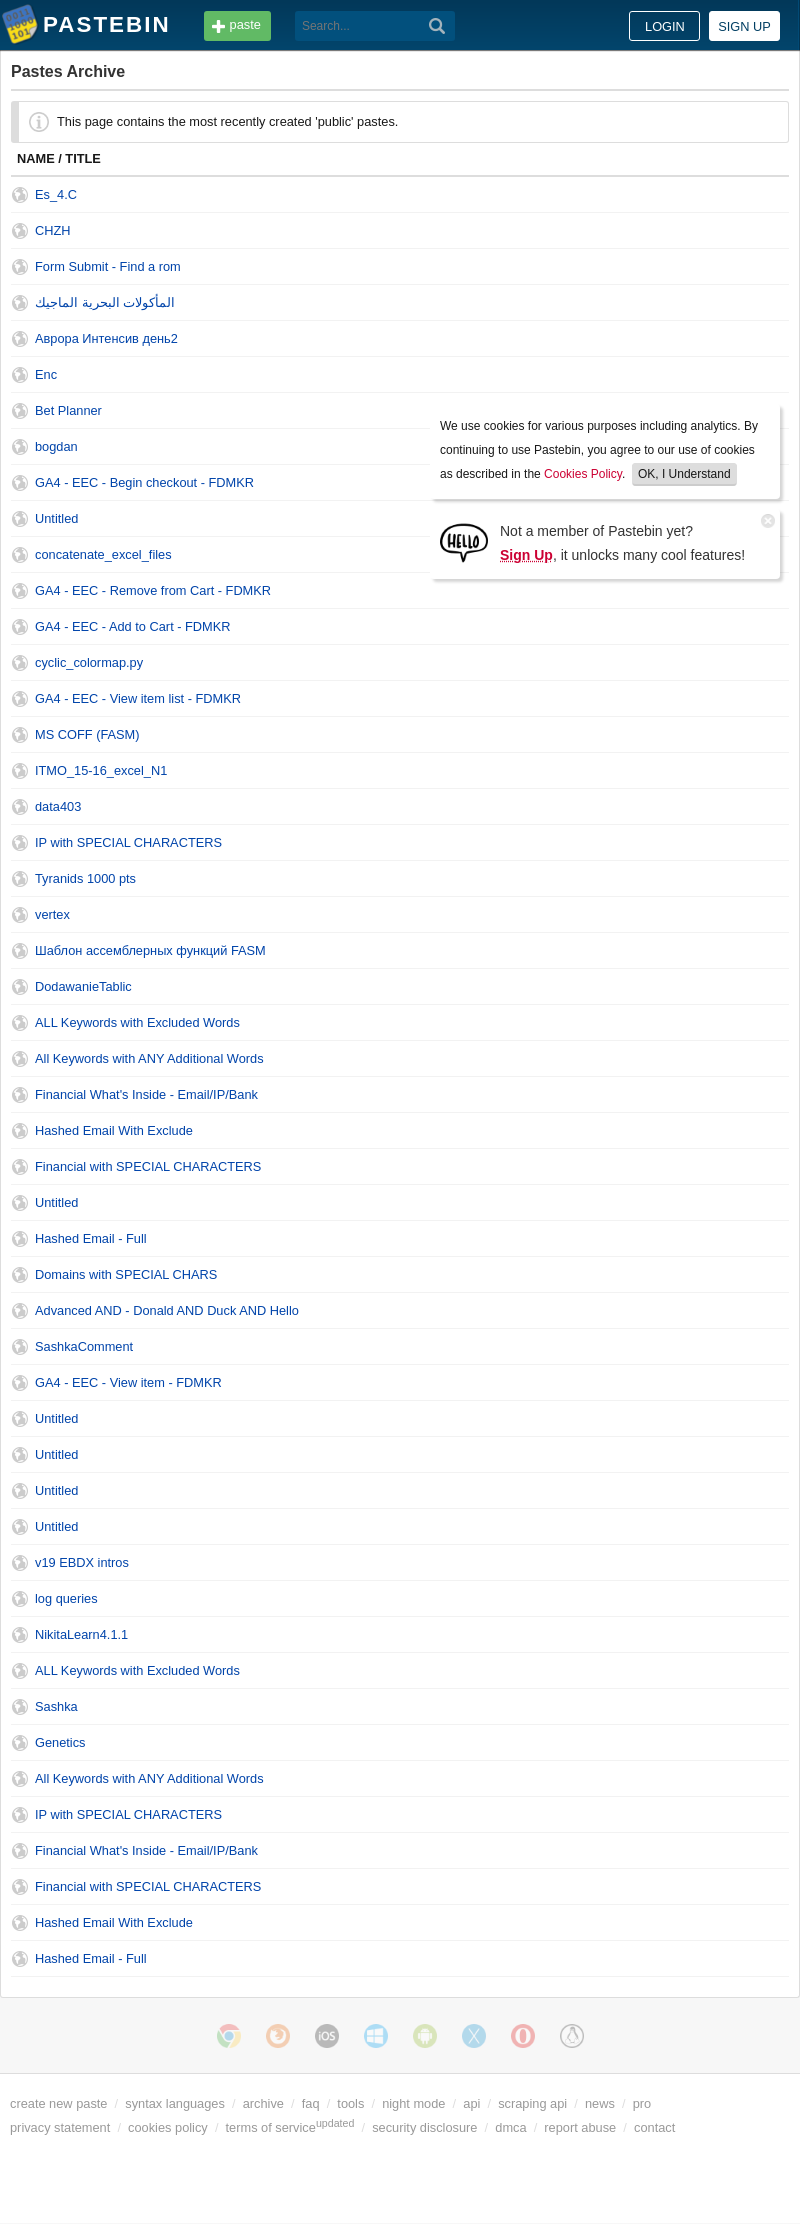 PASTEBIN
paste
Search...
LOGIN
SIGN UP
Pastes Archive
This page contains the most recently created 'public' pastes.
NAME / TITLE
Es_4.C
CHZH
Form Submit - Find a rom
المأكولات البحرية الماجيك
Аврора Интенсив день2
Enc
Bet Planner
bogdan
GA4 - EEC - Begin checkout - FDMKR
Untitled
concatenate_excel_files
We use cookies for various purposes including analytics. By
continuing to use Pastebin, you agree to our use of cookies
as described in the Cookies Policy. OK, I Understand
HELLO
Not a member of Pastebin yet?
Sign Up, it unlocks many cool features!
GA4 - EEC - Remove from Cart - FDMKR
GA4 - EEC - Add to Cart - FDMKR
cyclic_colormap.py
GA4 - EEC - View item list - FDMKR
MS COFF (FASM)
ITMO_15-16_excel_N1
data403
IP with SPECIAL CHARACTERS
Tyranids 1000 pts
vertex
Шаблон ассемблерных функций FASM
DodawanieTablic
ALL Keywords with Excluded Words
All Keywords with ANY Additional Words
Financial What's Inside - Email/IP/Bank
Hashed Email With Exclude
Financial with SPECIAL CHARACTERS
Untitled
Hashed Email - Full
Domains with SPECIAL CHARS
Advanced AND - Donald AND Duck AND Hello
SashkaComment
GA4 - EEC - View item - FDMKR
Untitled
Untitled
Untitled
Untitled
v19 EBDX intros
log queries
NikitaLearn4.1.1
ALL Keywords with Excluded Words
Sashka
Genetics
All Keywords with ANY Additional Words
IP with SPECIAL CHARACTERS
Financial What's Inside - Email/IP/Bank
Financial with SPECIAL CHARACTERS
Hashed Email With Exclude
Hashed Email - Full
iOS
create new paste / syntax languages / archive / faq / tools / night mode / api / scraping api / news / pro
privacy statement / cookies policy / terms of service updated / security disclosure / dmca / report abuse / contact